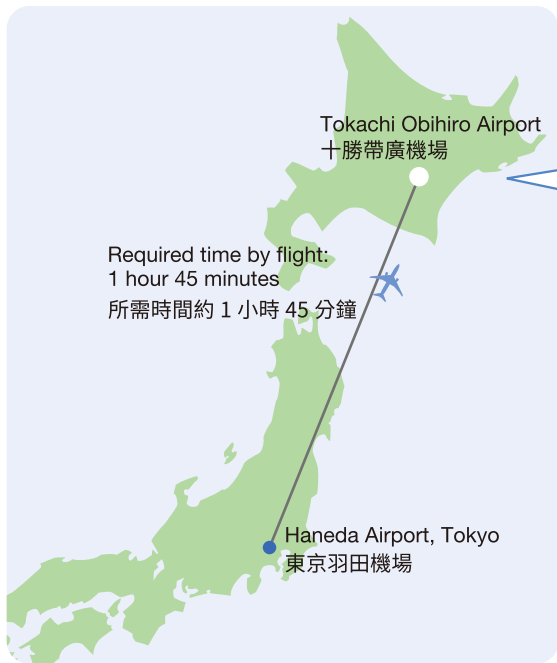 Tokachi Obihiro Airport
十勝帶廣機場
Required time by flight:
1 hour 45 minutes
所需時間約 1 小時 45 分鐘
Haneda Airport, Tokyo
東京羽田機場